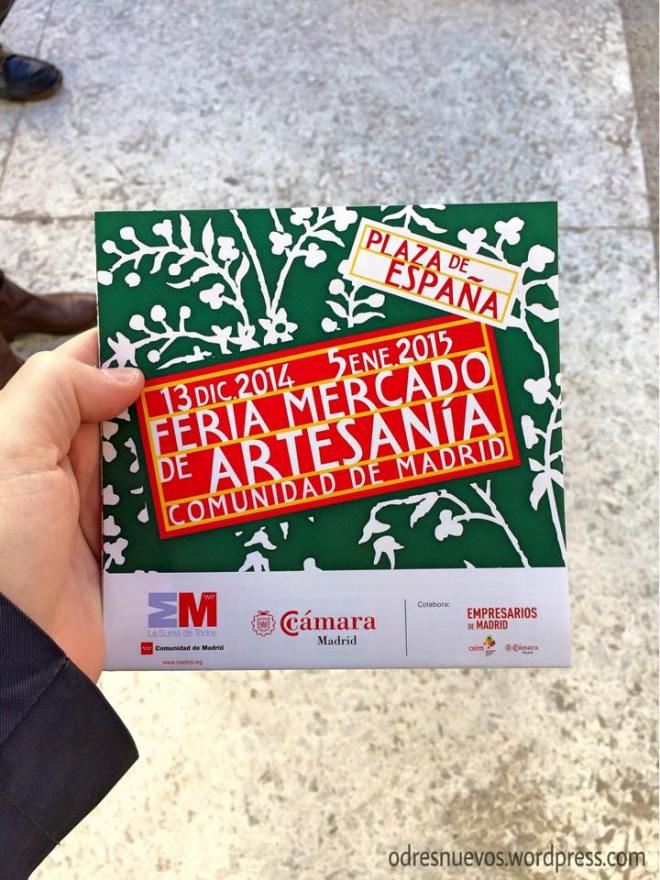 PLAZA DE
ESPAÑA
13 DIC. 2014 5 ENE. 2015
FERIA MERCADO
DE ARTESANÍA
COMUNIDAD DE MADRID
La Suma de Todos
Comunidad de Madrid
www.madrid.org
Cámara
Madrid
Colabora:
EMPRESARIOS
DE MADRID
ceim
Cámara
Madrid
odresnuevos.wordpress.com